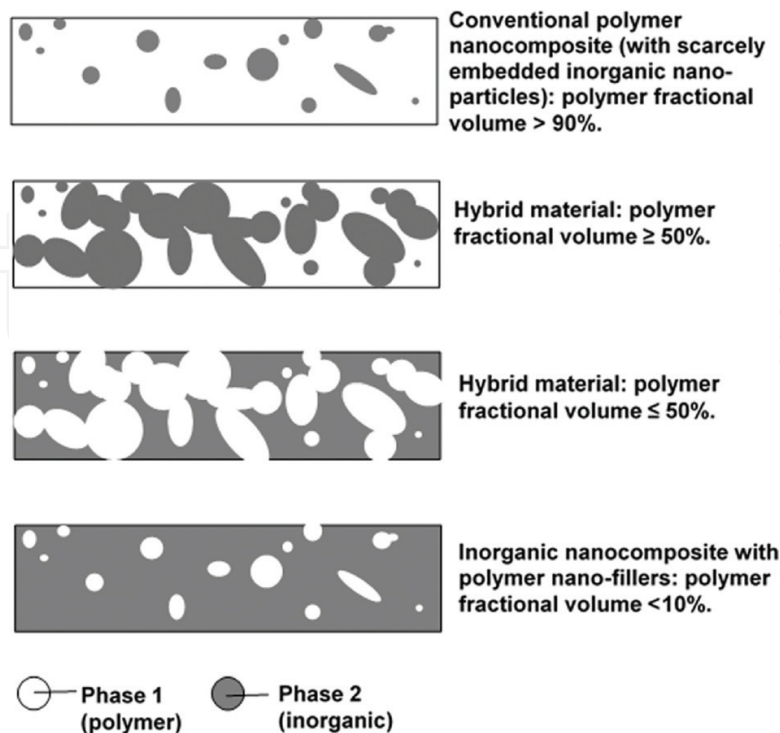 Conventional polymer
nanocomposite (with scarcely
embedded inorganic nano-
particles): polymer fractional
volume > 90%.
Hybrid material: polymer
fractional volume ≥ 50%.
Hybrid material: polymer
fractional volume ≤ 50%.
Inorganic nanocomposite with
polymer nano-fillers: polymer
fractional volume <10%.
Phase 1
(polymer)
Phase 2
(inorganic)